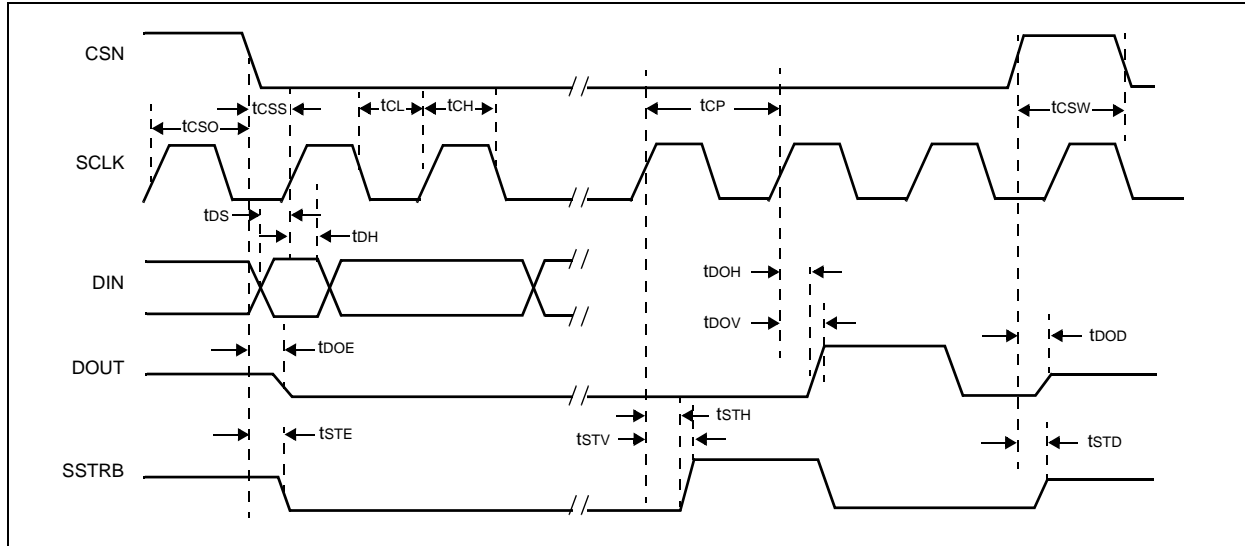 CSN
tCSS
tCL
tCH
tCP
tCSW
tCSO
SCLK
tDS
tDH
DIN
tDOH
tDOV
tDOE
tDOD
DOUT
tSTH
tSTE
tSTV
tSTD
SSTRB